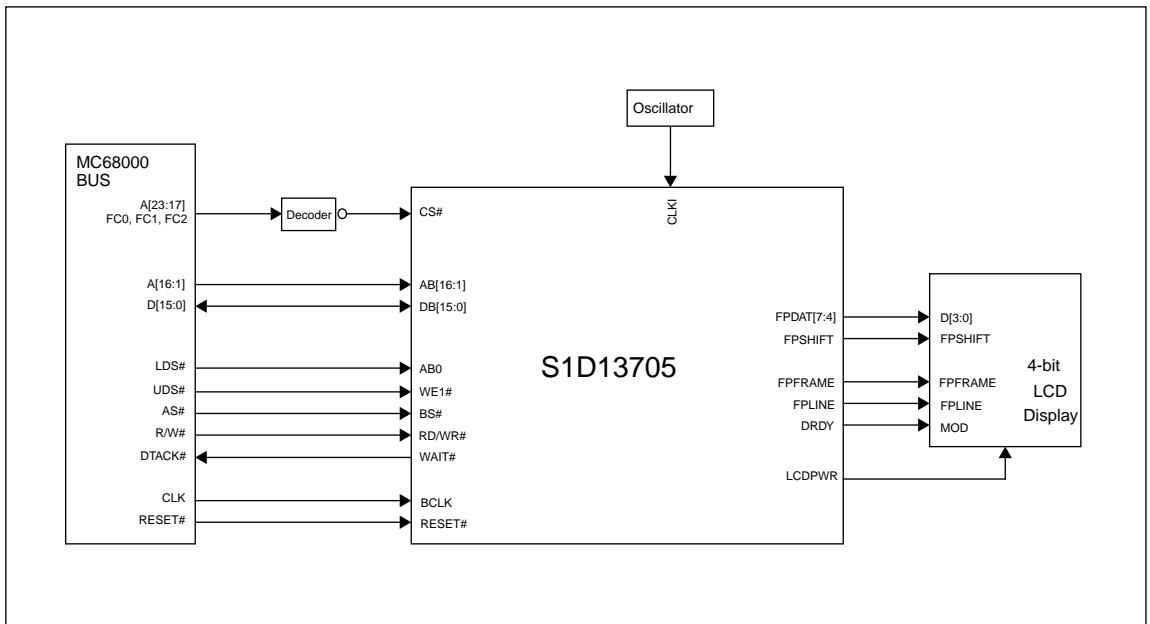 Oscillator
MC68000
BUS
A[23:17]
FC0, FC1, FC2
Decoder
CS#
CLKI
A[16:1]
AB[16:1]
D[15:0]
DB[15:0]
LDS#
AB0
UDS#
WE1#
AS#
BS#
R/W#
RD/WR#
DTACK#
WAIT#
CLK
BCLK
RESET#
RESET#
S1D13705
FPDAT[7:4]
D[3:0]
FPSHIFT
FPSHIFT
FPFRAME
FPFRAME
FPLINE
FPLINE
DRDY
MOD
LCDPWR
4-bit
LCD
Display